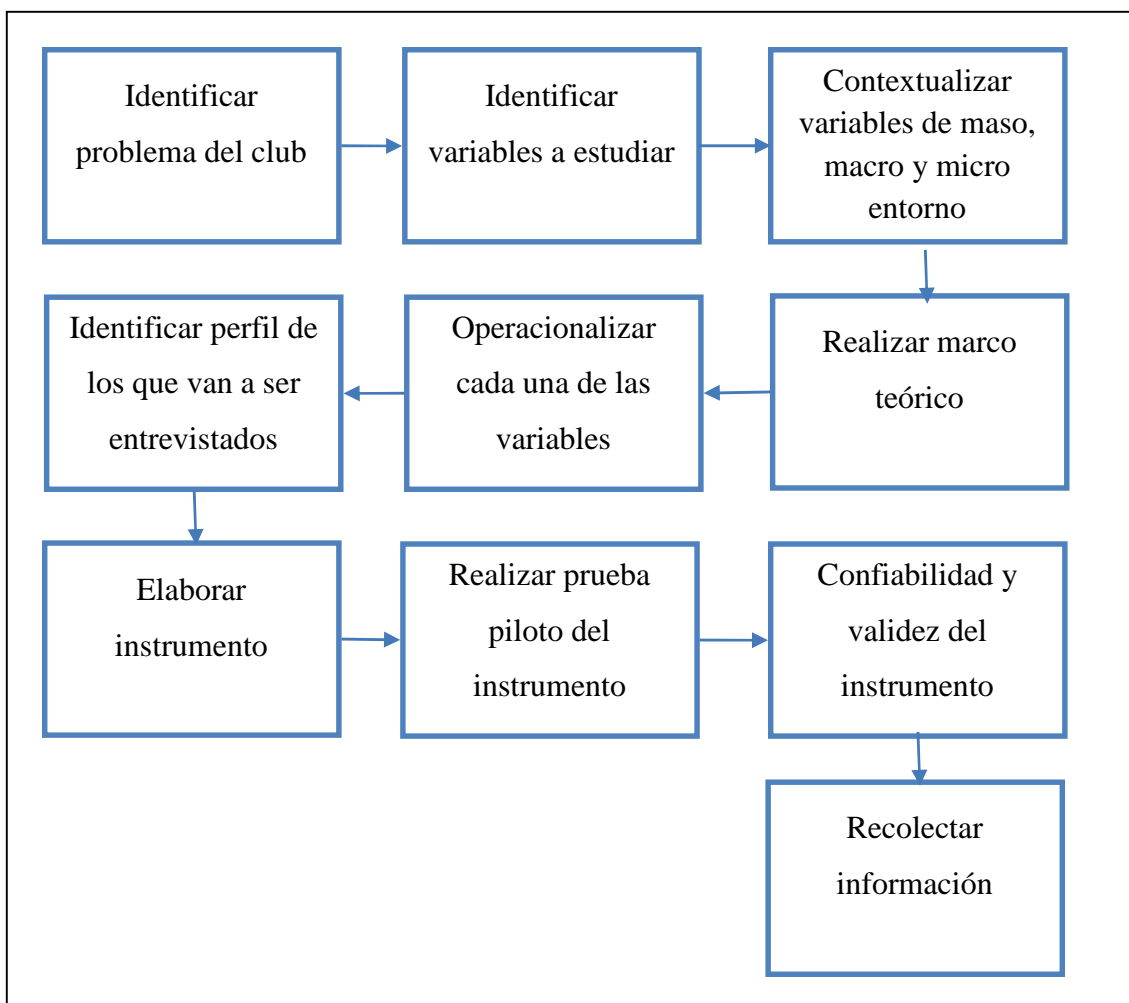 Identificar
problema del club
Identificar
variables a estudiar
Contextualizar
variables de maso,
macro y micro
entorno
Realizar marco
teórico
Operacionalizar
cada una de las
variables
Identificar perfil de
los que van a ser
entrevistados
Elaborar
instrumento
Realizar prueba
piloto del
instrumento
Confiabilidad y
validez del
instrumento
Recolectar
información